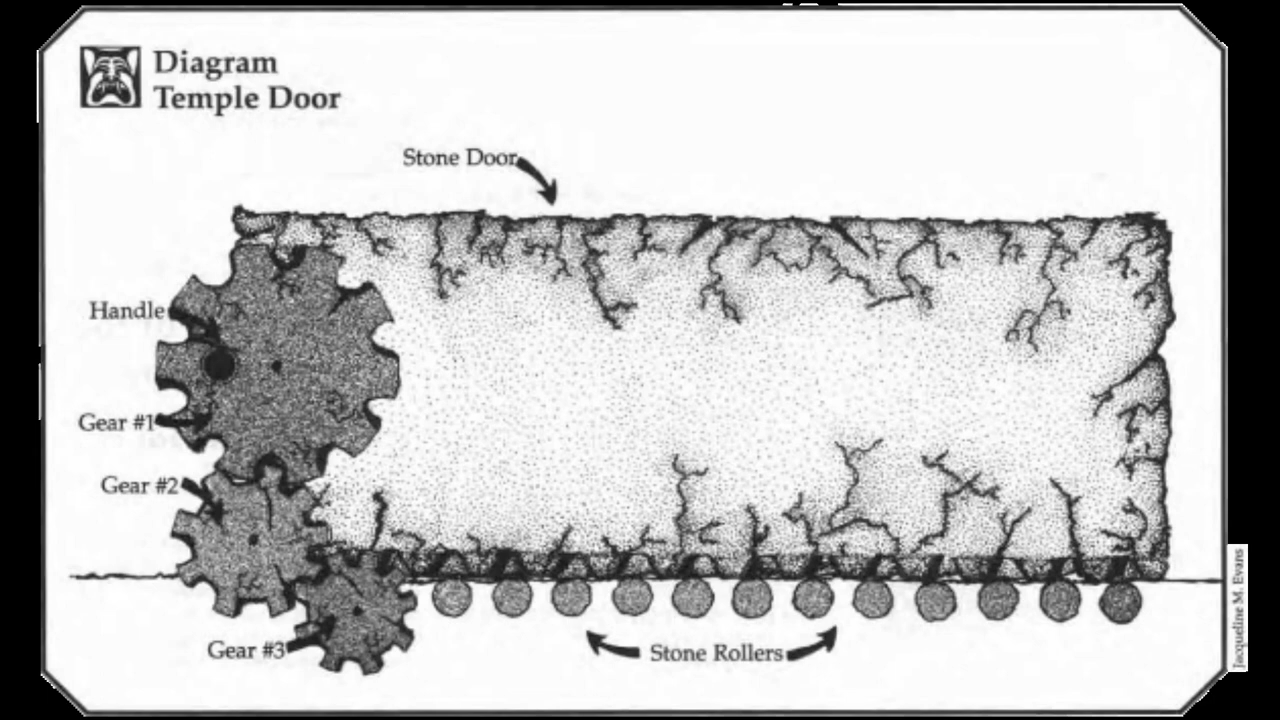 Diagram
Temple Door
Stone Door
Handle
Gear #1
Gear #2
Gear #3
Stone Rollers
Jacqueline M. Evans